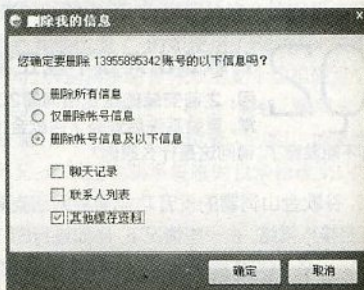 删除我的信息
您确定要删除 13955895342 账号的以下信息吗?
删除所有信息
仅删除帐号信息
删除帐号信息及以下信息
聊天记录
联系人列表
其他缓存资料
确定
取消